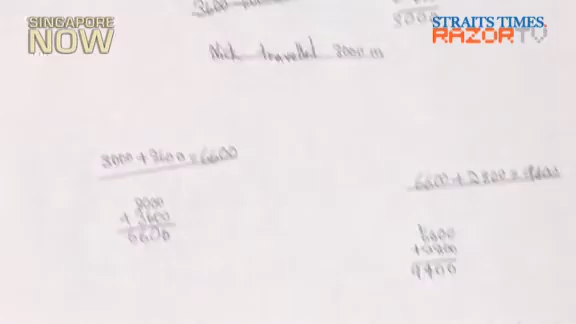 SINGAPORE
NOW
STRAITS TIMES
RAZORTV
3000
Nick travelled 3000 m
3000 + 3600 = 6600
6600 + 2800 = 9400
3000
+ 3600
6600
6600
+ 2800
9400